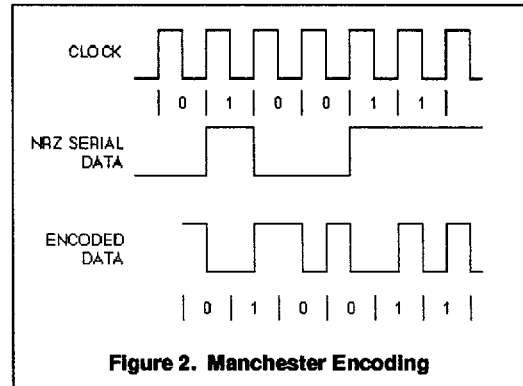 CLOCK
| 0 | 1 | 0 | 0 | 1 | 1 |
NRZ SERIAL
DATA
ENCODED
DATA
| 0 | 1 | 0 | 0 | 1 | 1 |
Figure 2. Manchester Encoding